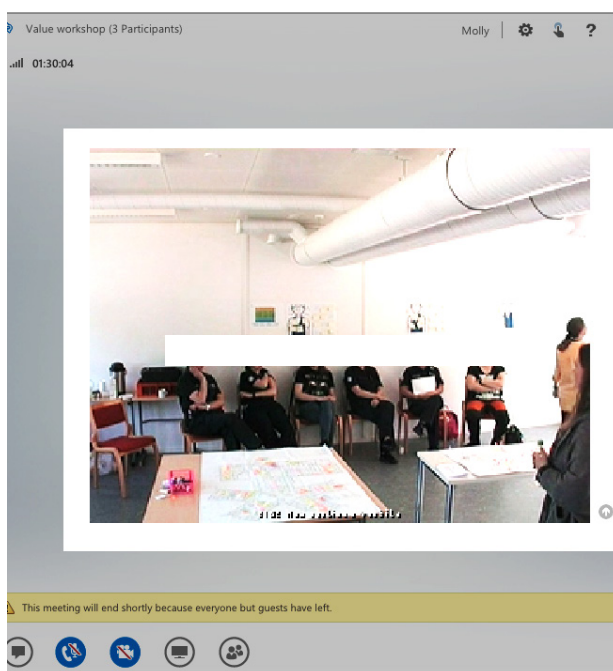 Value workshop (3 Participants)
Molly
?
01:30:04
This meeting will end shortly because everyone but guests have left.